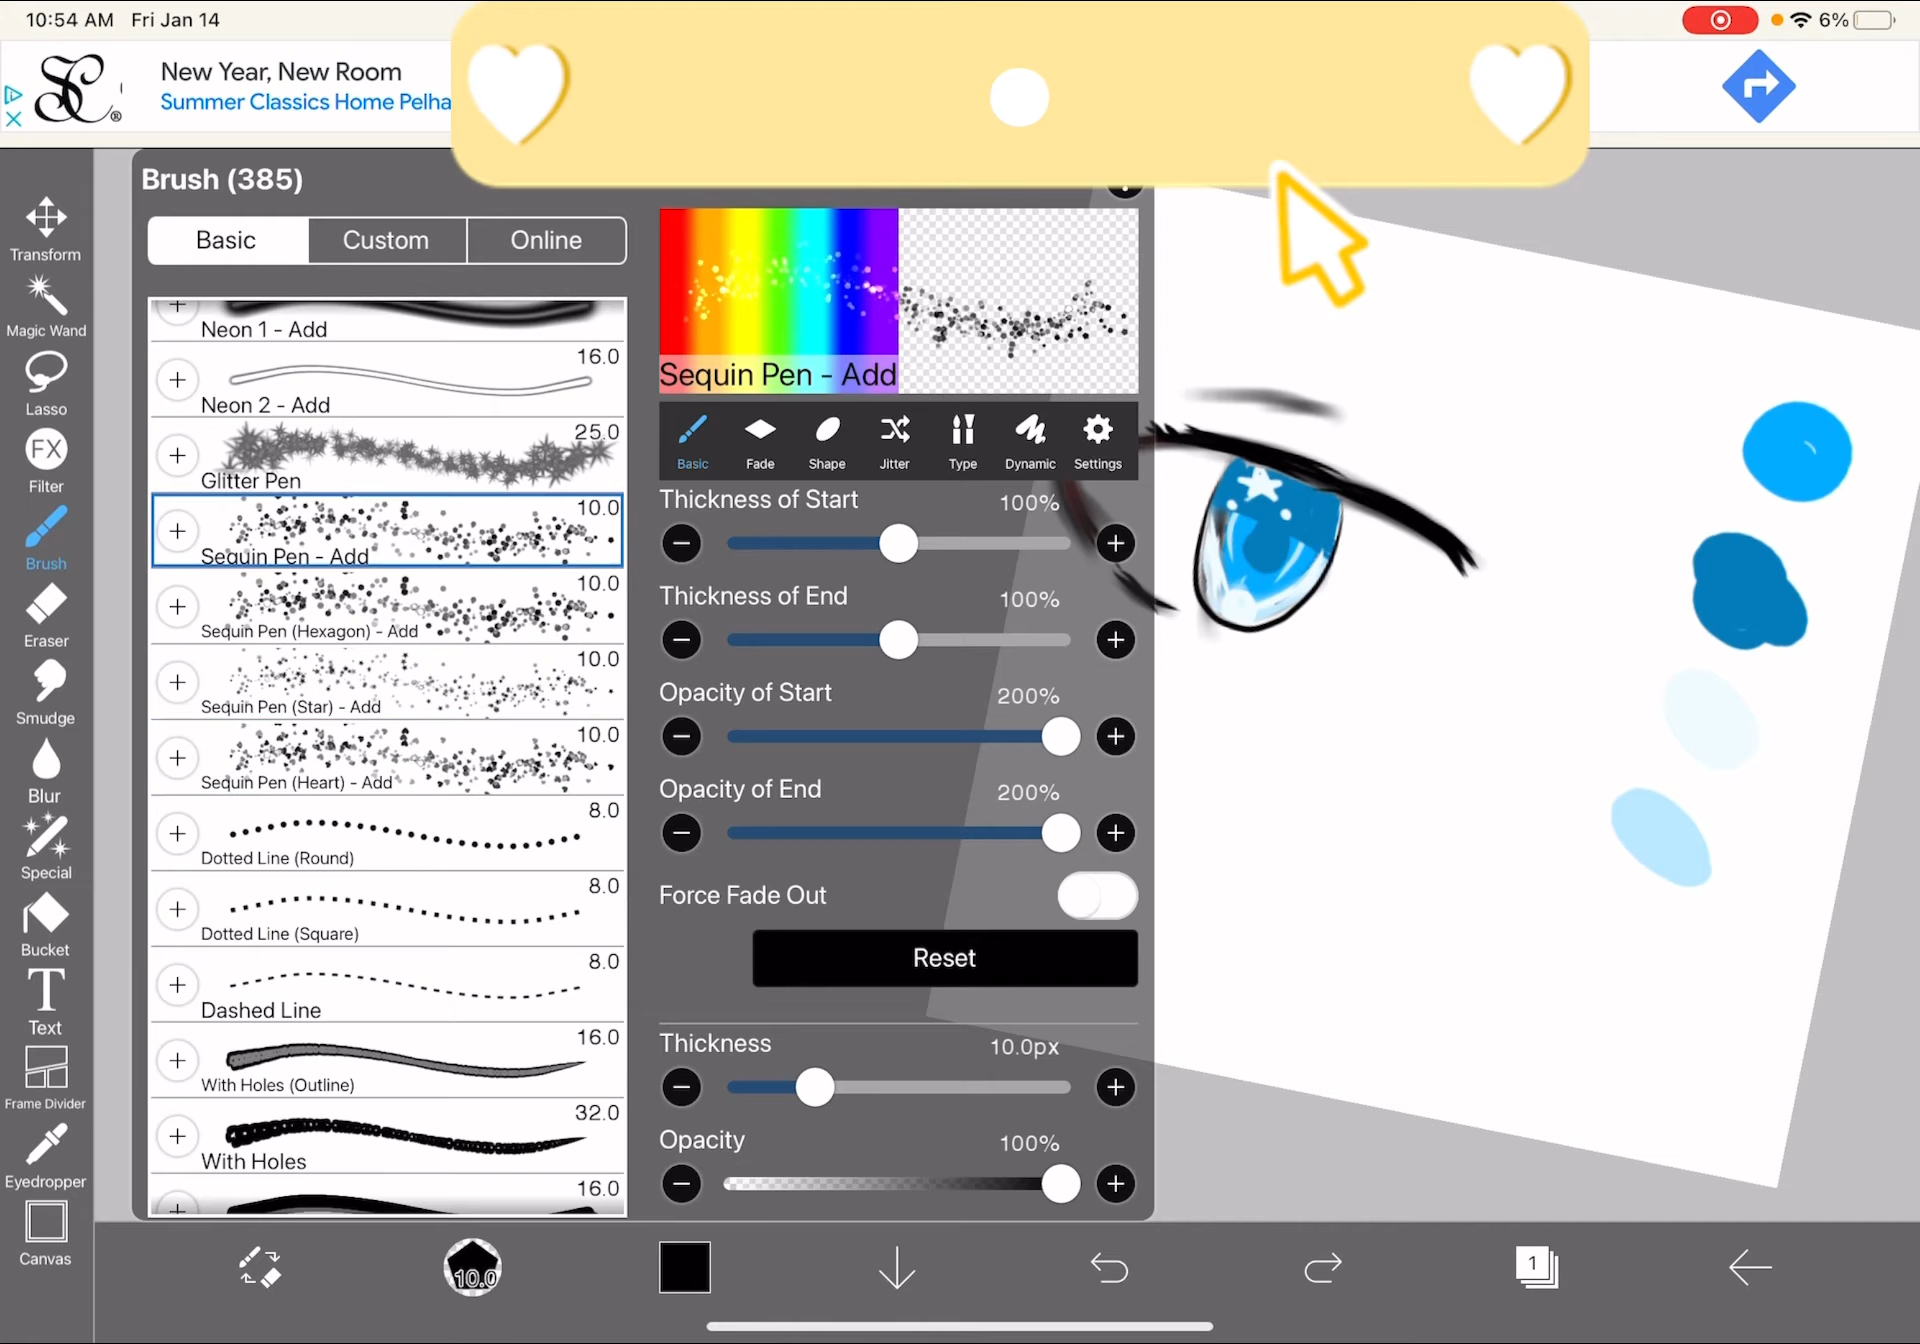 10:54 AM Fri Jan 14
6%
New Year, New Room
Summer Classics Home Pelha
SC®
Brush (385)
Basic
Custom
Online
Transform
Magic Wand
Lasso
FX
Filter
Brush
Eraser
Smudge
Blur
Special
Bucket
T
Text
Frame Divider
Eyedropper
Canvas
Neon 1 - Add
16.0
Neon 2 - Add
25.0
Glitter Pen
10.0
Sequin Pen - Add
10.0
Sequin Pen (Hexagon) - Add
10.0
Sequin Pen (Star) - Add
10.0
Sequin Pen (Heart) - Add
8.0
Dotted Line (Round)
8.0
Dotted Line (Square)
8.0
Dashed Line
16.0
With Holes (Outline)
32.0
With Holes
16.0
Sequin Pen - Add
Basic
Fade
Shape
Jitter
Type
Dynamic
Settings
Thickness of Start 100%
Thickness of End 100%
Opacity of Start 200%
Opacity of End 200%
Force Fade Out
Reset
Thickness 10.0px
Opacity 100%
10.0
1